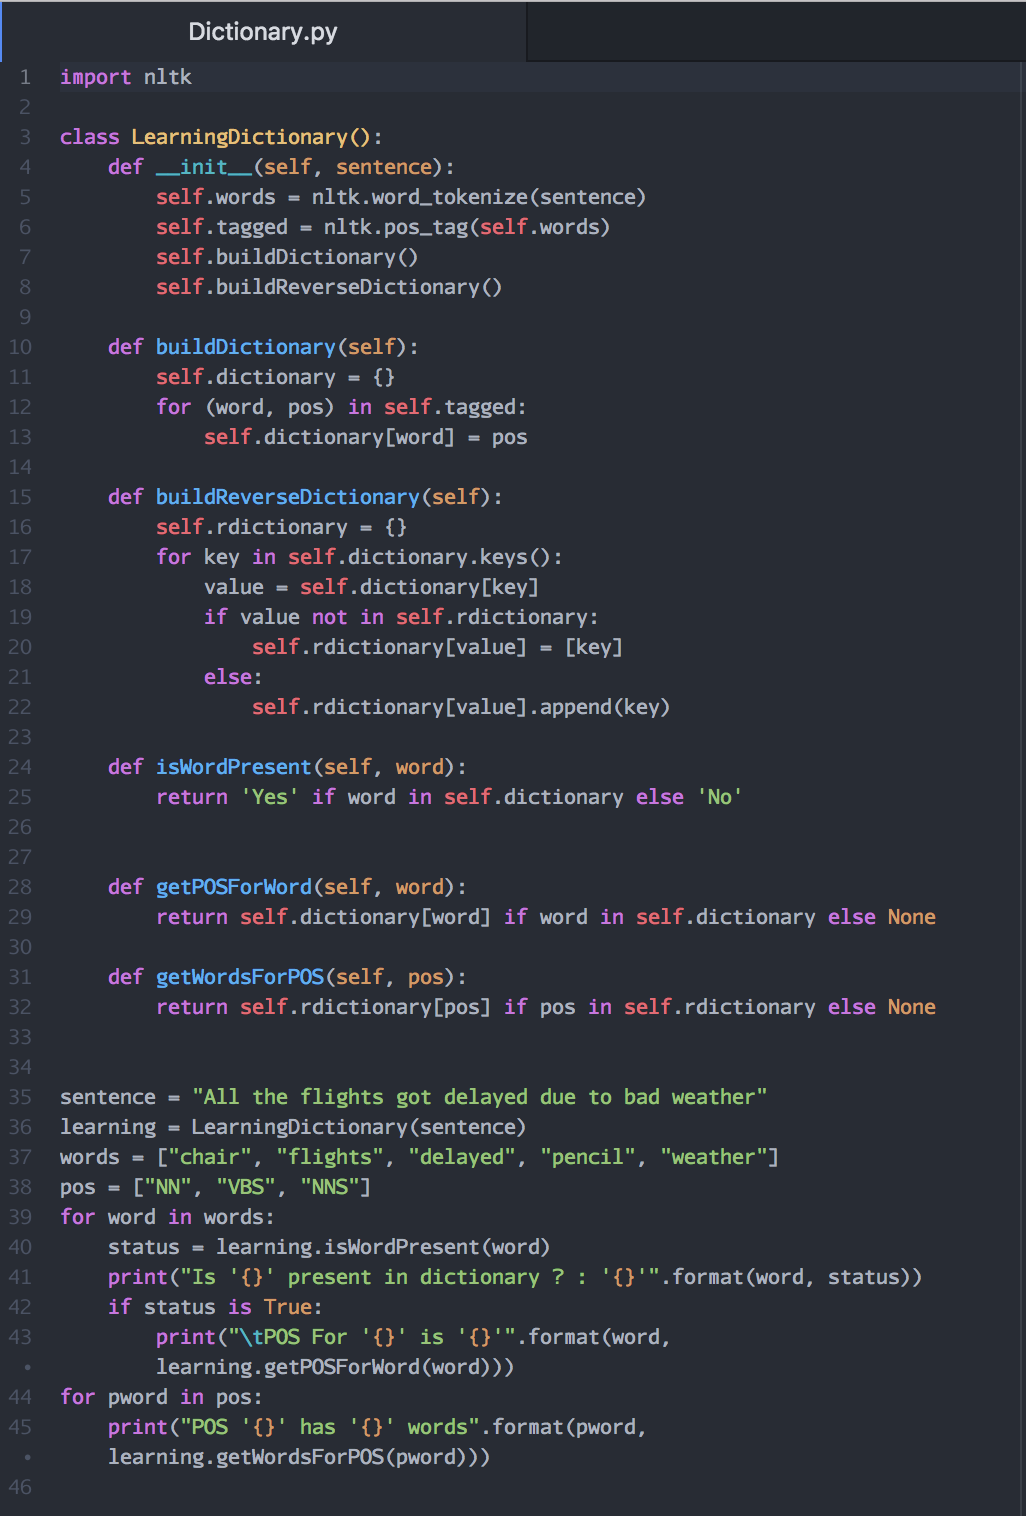 Dictionary.py
1 import nltk
2
3 class LearningDictionary():
4     def __init__(self, sentence):
5         self.words = nltk.word_tokenize(sentence)
6         self.tagged = nltk.pos_tag(self.words)
7         self.buildDictionary()
8         self.buildReverseDictionary()
9
10     def buildDictionary(self):
11         self.dictionary = {}
12         for (word, pos) in self.tagged:
13             self.dictionary[word] = pos
14
15     def buildReverseDictionary(self):
16         self.rdictionary = {}
17         for key in self.dictionary.keys():
18             value = self.dictionary[key]
19             if value not in self.rdictionary:
20                 self.rdictionary[value] = [key]
21             else:
22                 self.rdictionary[value].append(key)
23
24     def isWordPresent(self, word):
25         return 'Yes' if word in self.dictionary else 'No'
26
27
28     def getPOSForWord(self, word):
29         return self.dictionary[word] if word in self.dictionary else None
30
31     def getWordsForPOS(self, pos):
32         return self.rdictionary[pos] if pos in self.rdictionary else None
33
34
35 sentence = "All the flights got delayed due to bad weather"
36 learning = LearningDictionary(sentence)
37 words = ["chair", "flights", "delayed", "pencil", "weather"]
38 pos = ["NN", "VBS", "NNS"]
39 for word in words:
40     status = learning.isWordPresent(word)
41     print("Is '{}' present in dictionary ? : '{}'".format(word, status))
42     if status is True:
43         print("\tPOS For '{}' is '{}'".format(word,
•         learning.getPOSForWord(word)))
44 for pword in pos:
45     print("POS '{}' has '{}' words".format(pword,
•     learning.getWordsForPOS(pword)))
46